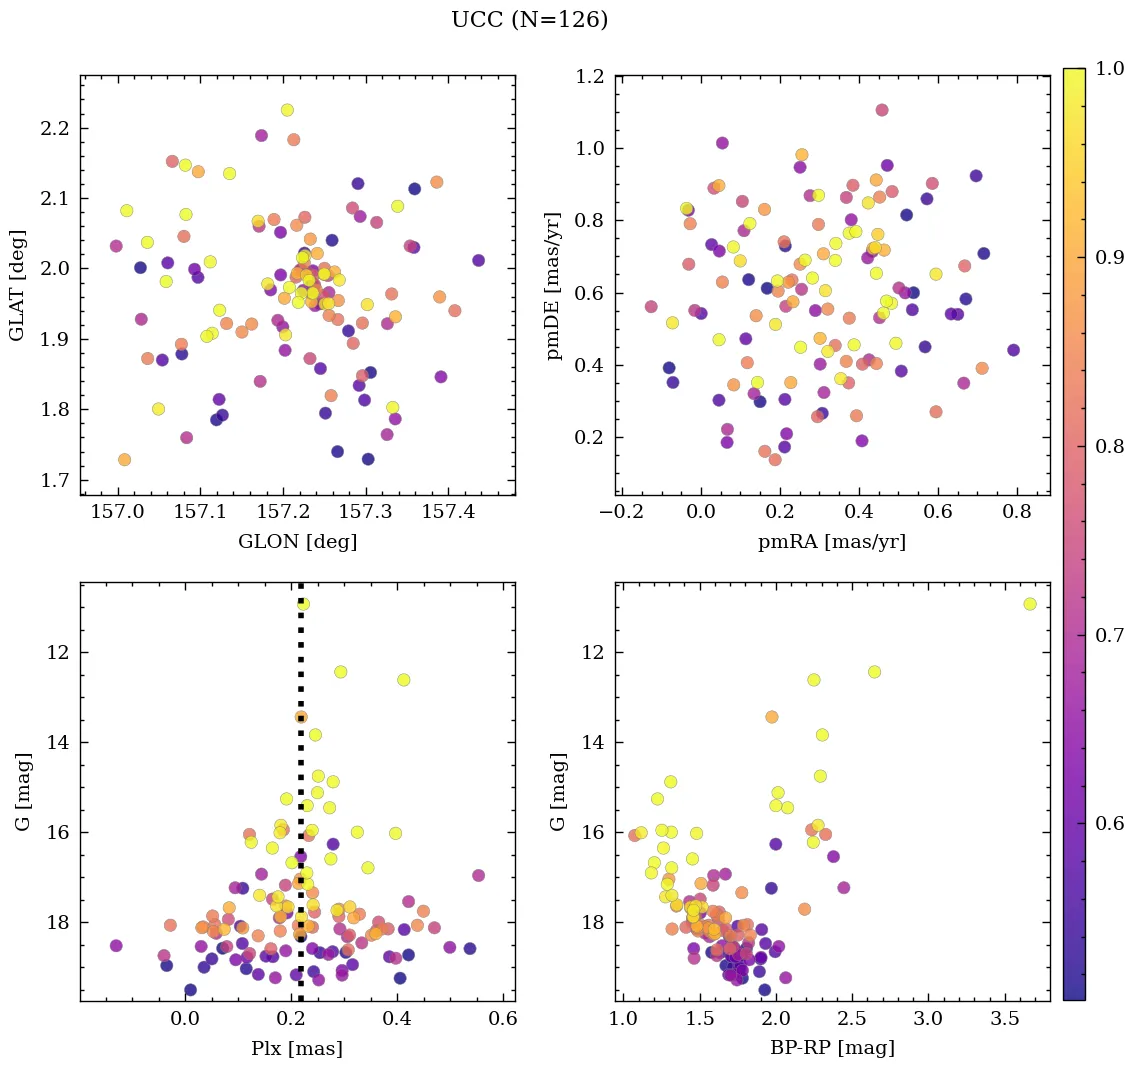 UCC (N=126)
2.2
2.1
2.0
1.9
1.8
1.7
GLAT [deg]
157.0 157.1 157.2 157.3 157.4
GLON [deg]
1.2
1.0
0.8
0.6
0.4
0.2
pmDE [mas/yr]
−0.2 0.0 0.2 0.4 0.6 0.8
pmRA [mas/yr]
1.0
0.9
0.8
0.7
0.6
12
14
16
18
G [mag]
0.0 0.2 0.4 0.6
Plx [mas]
12
14
16
18
G [mag]
1.0 1.5 2.0 2.5 3.0 3.5
BP-RP [mag]